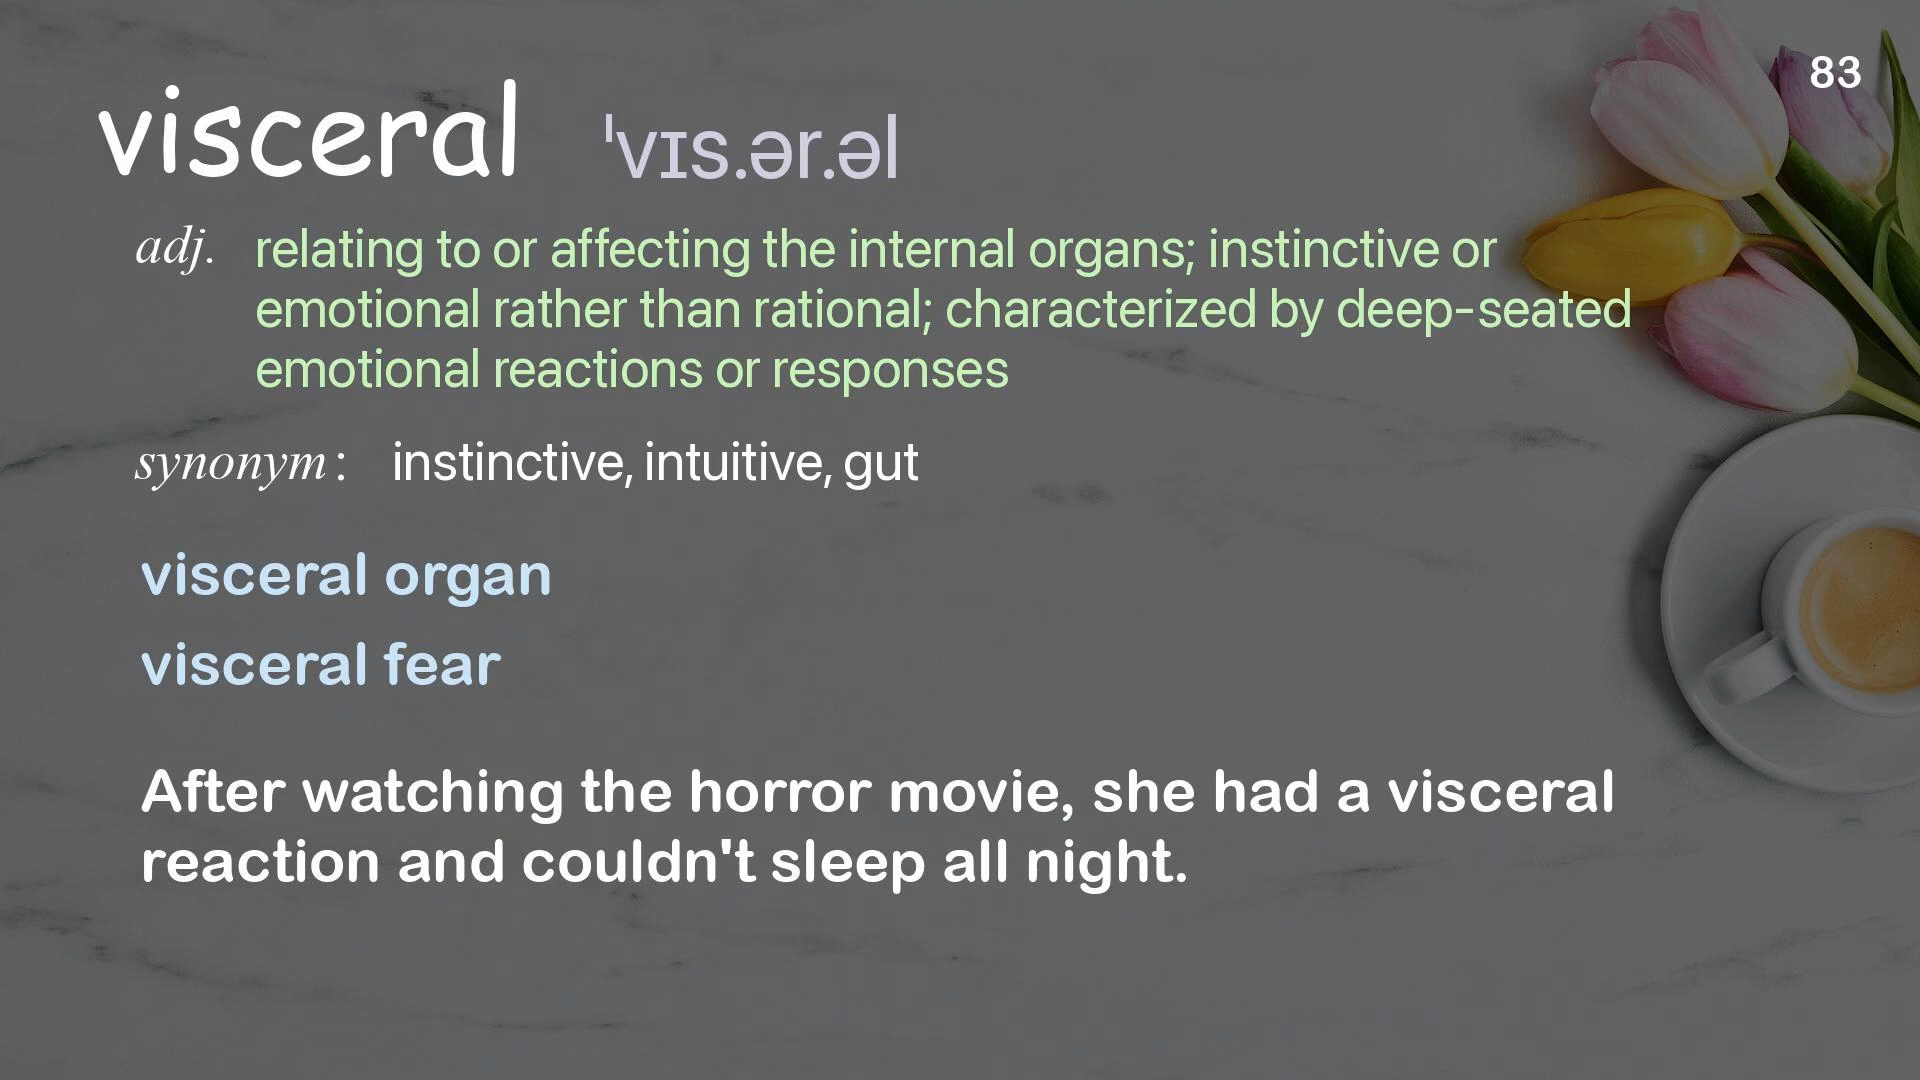 83
visceral ˈvɪs.ər.əl
adj. relating to or affecting the internal organs; instinctive or
emotional rather than rational; characterized by deep-seated
emotional reactions or responses
synonym: instinctive, intuitive, gut
visceral organ
visceral fear
After watching the horror movie, she had a visceral
reaction and couldn't sleep all night.